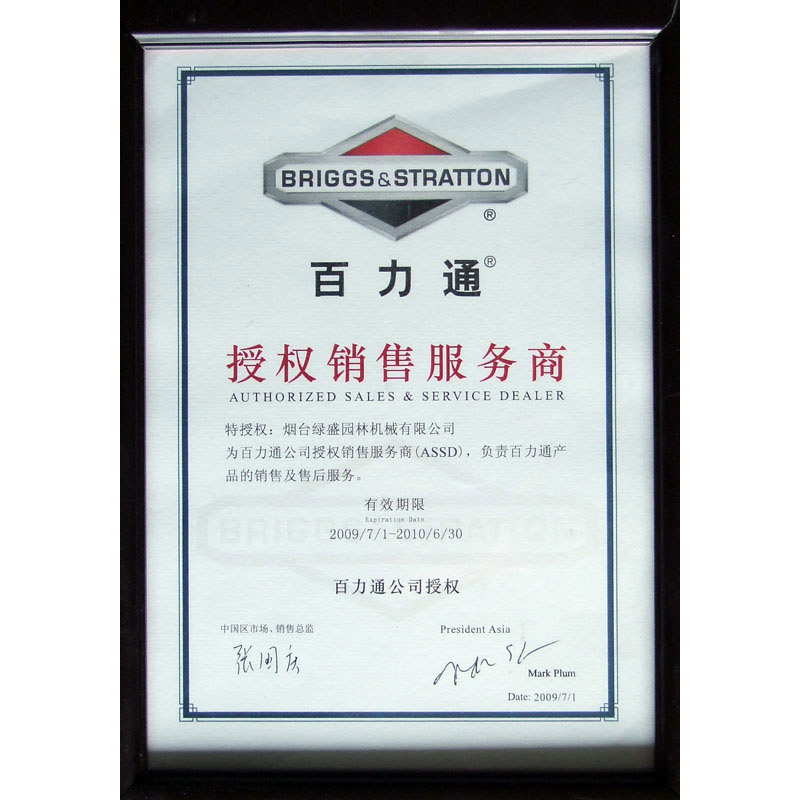 BRIGGS&STRATTON
®
百力通®
授权销售服务商
AUTHORIZED SALES & SERVICE DEALER
特授权：烟台绿盛园林机械有限公司
为百力通公司授权销售服务商(ASSD)，负责百力通产
品的销售及售后服务。
有效期限
Expiration Date
BRIGGS&STRATTON
2009/7/1-2010/6/30
百力通公司授权
中国区市场、销售总监
President Asia
张国庆
Mark Plum
Date: 2009/7/1